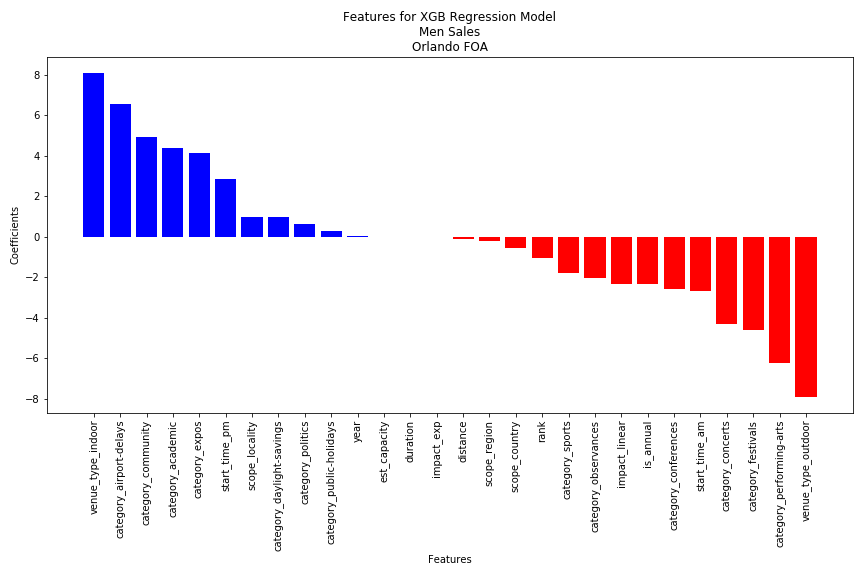 Features for XGB Regression Model
Men Sales
Orlando FOA
Coefficients
8
6
4
2
0
−2
−4
−6
−8
venue_type_indoor
category_airport-delays
category_community
category_academic
category_expos
start_time_pm
scope_locality
category_daylight-savings
category_politics
category_public-holidays
year
est_capacity
duration
impact_exp
distance
scope_region
scope_country
rank
category_sports
category_observances
impact_linear
is_annual
category_conferences
start_time_am
category_concerts
category_festivals
category_performing-arts
venue_type_outdoor
Features